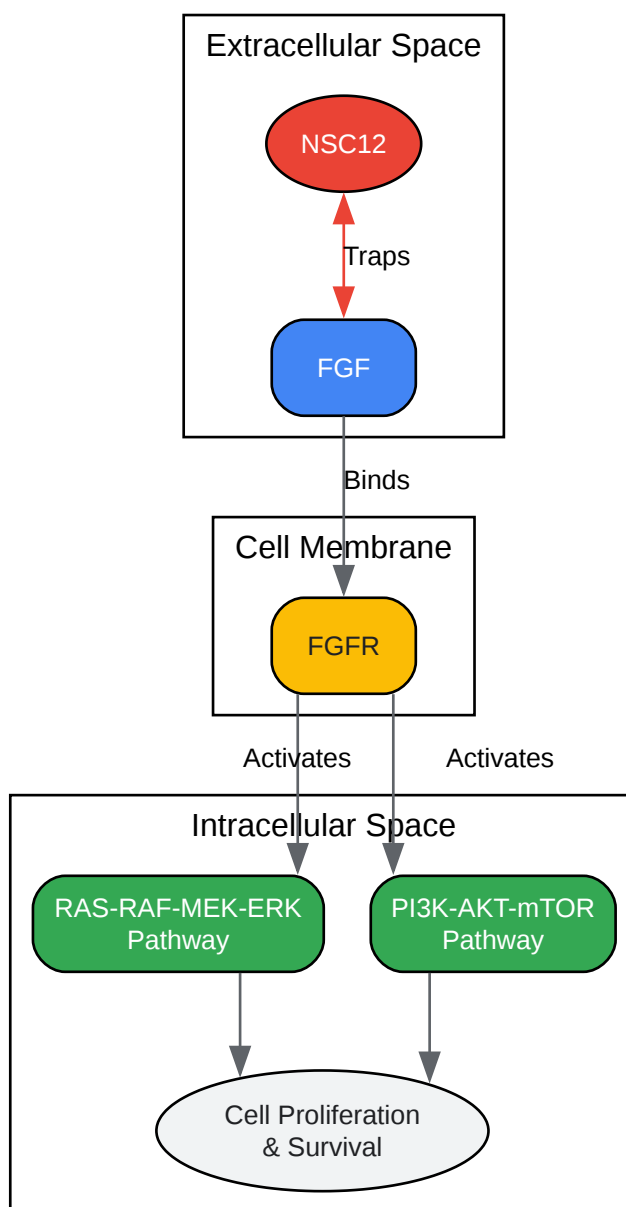 Extracellular Space
NSC12
Traps
FGF
Binds
Cell Membrane
FGFR
Activates
Activates
Intracellular Space
RAS-RAF-MEK-ERK
Pathway
PI3K-AKT-mTOR
Pathway
Cell Proliferation
& Survival